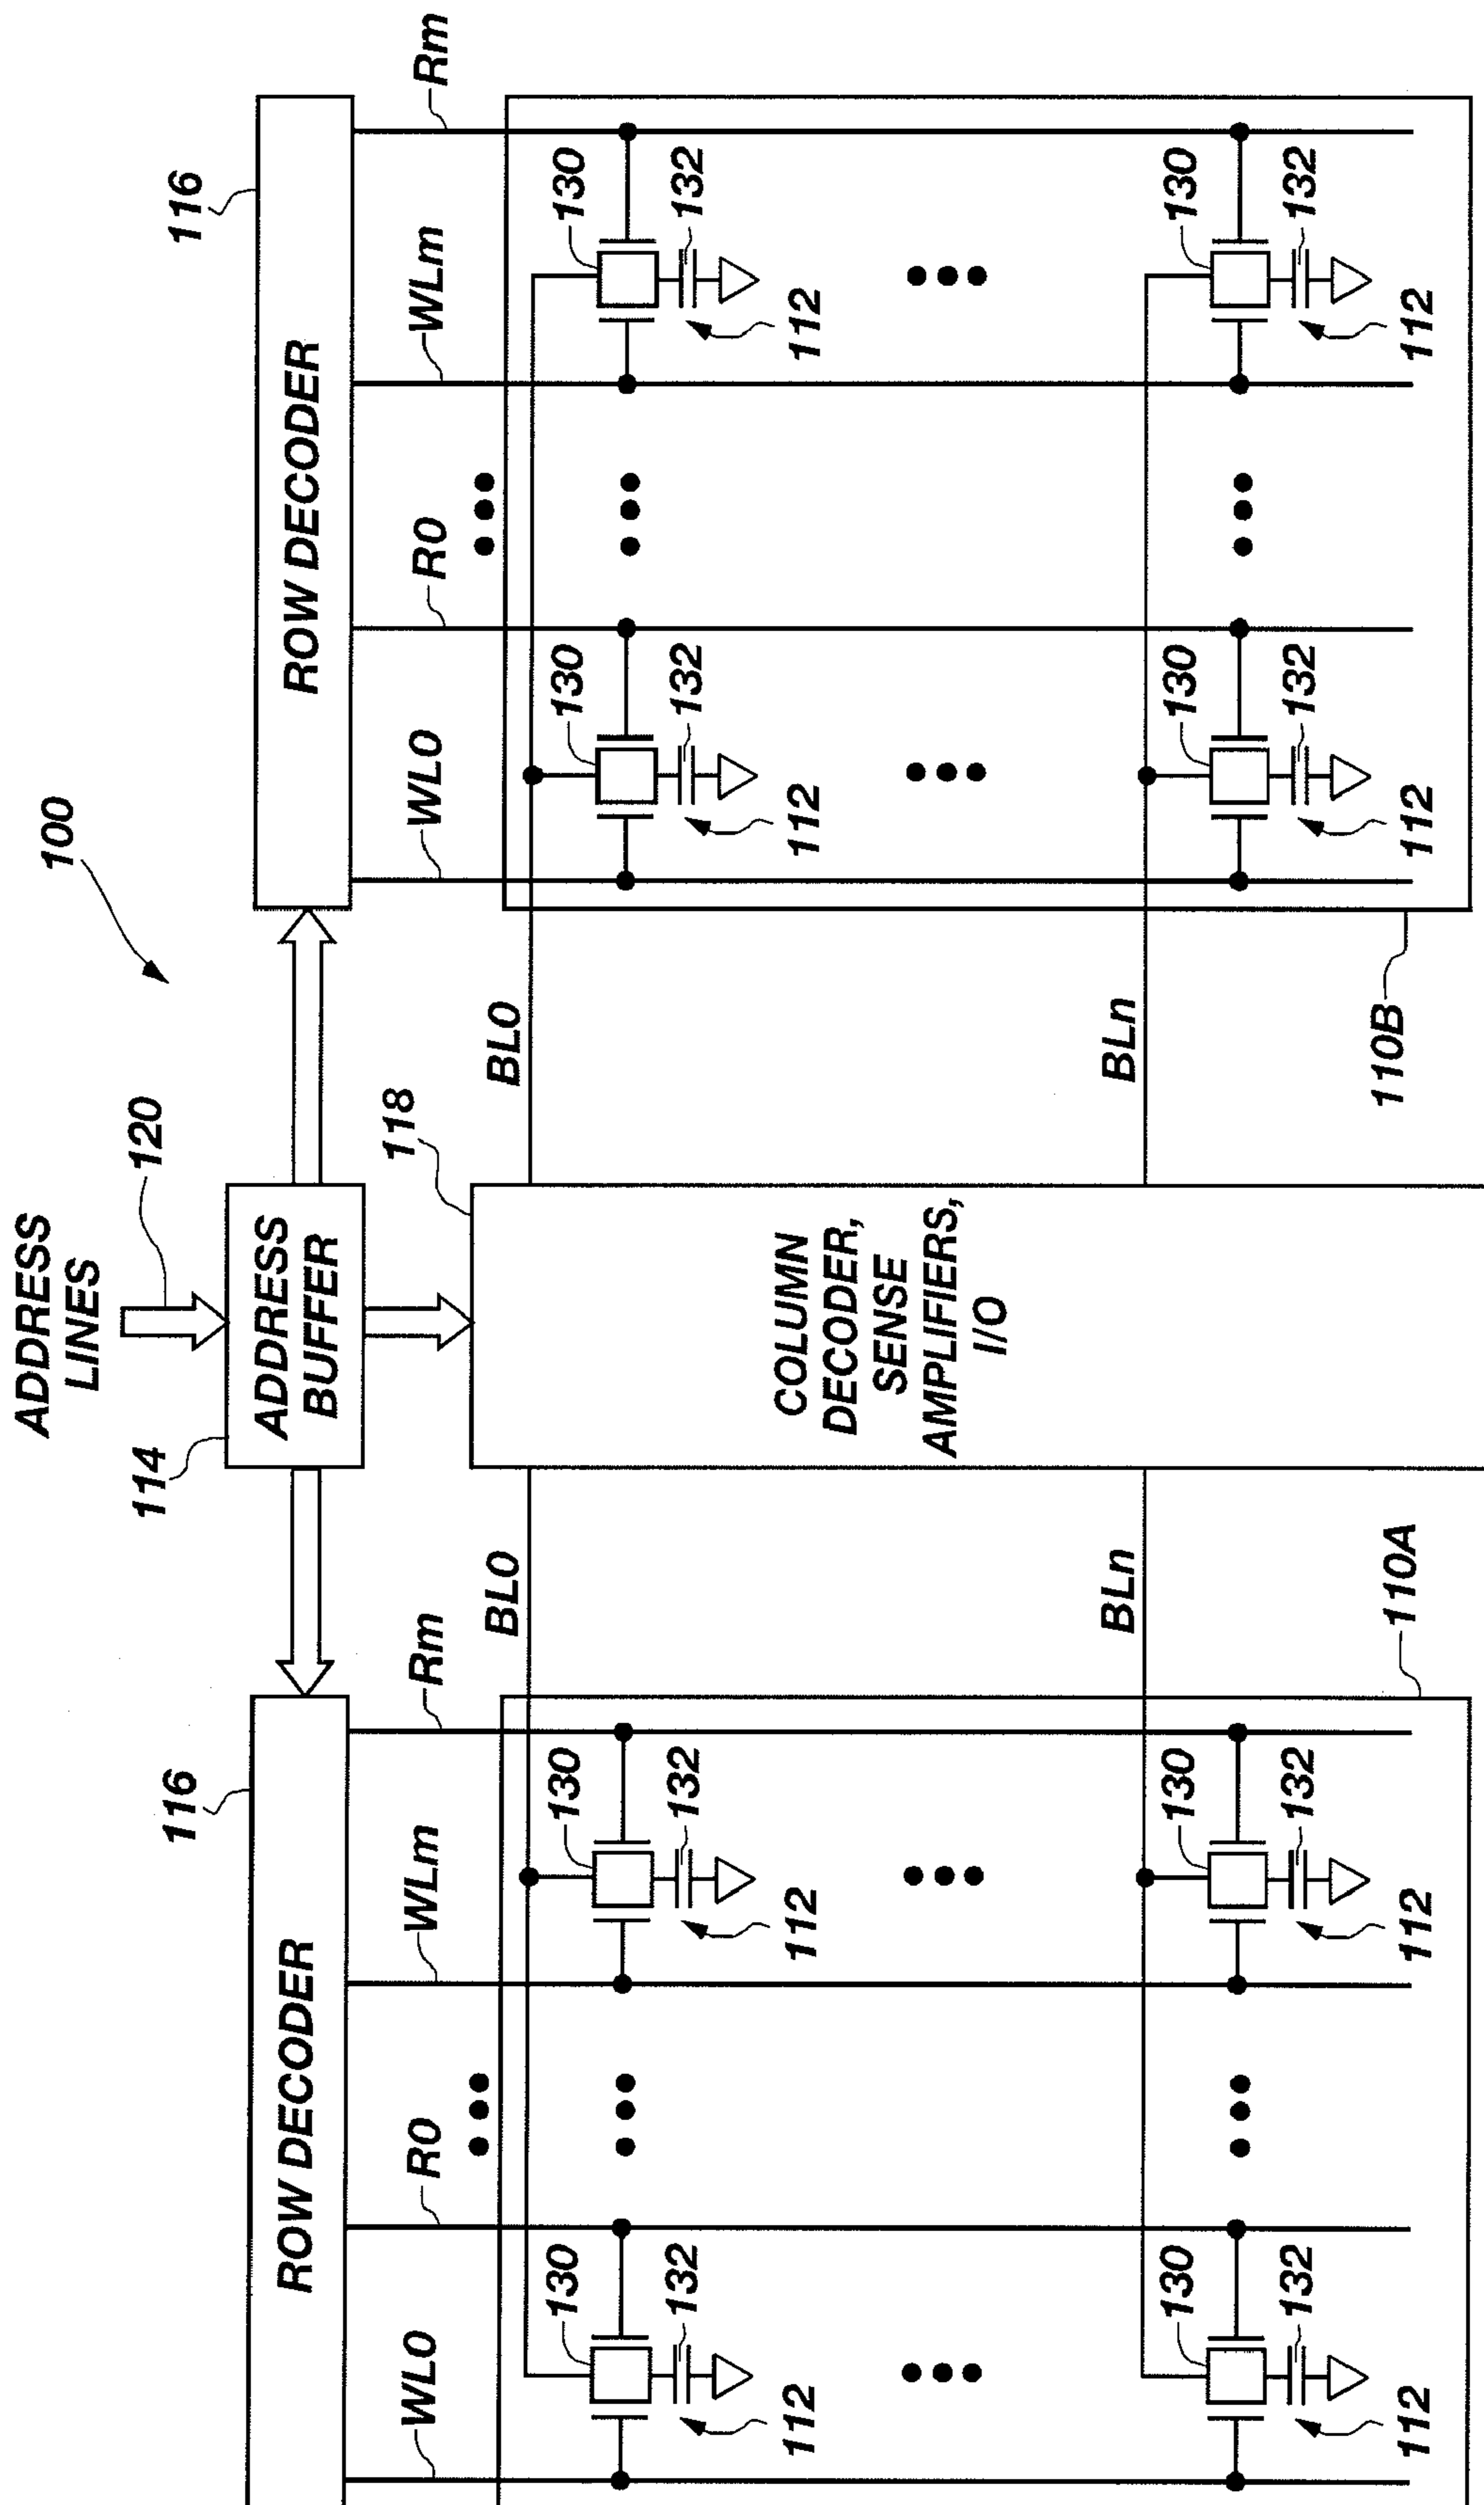 ADDRESS
LINES
100
114
120
116
116
ROW DECODER
ADDRESS
BUFFER
ROW DECODER
118
WL0
R0
WLm
Rm
WL0
R0
WLm
Rm
BL0
BL0
130
130
130
130
132
132
132
132
112
112
112
112
COLUMN
DECODER,
SENSE
AMPLIFIERS,
I/O
BLn
BLn
130
130
130
130
132
132
132
132
112
112
112
112
110A
110B